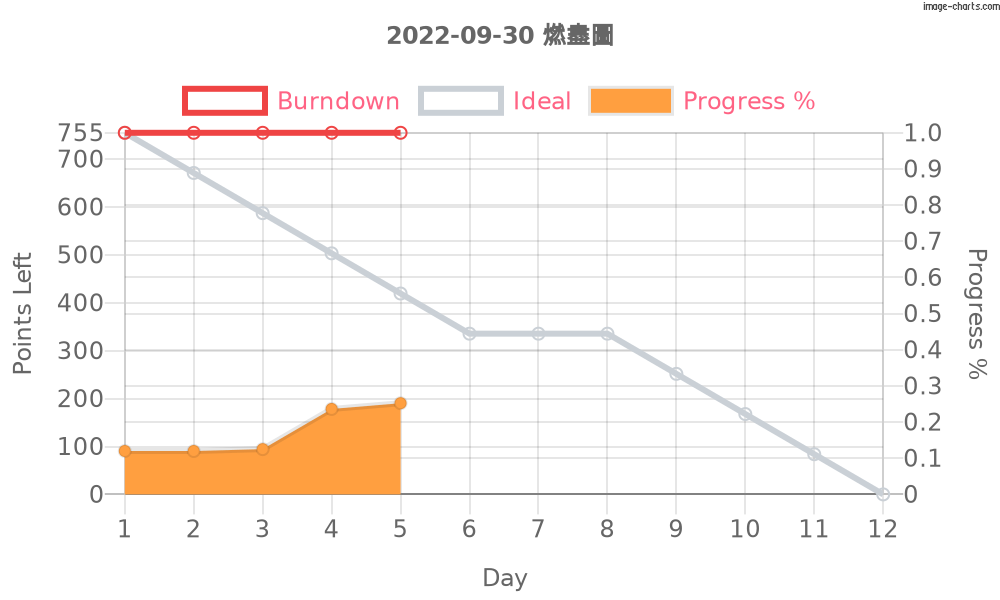 image-charts.com
2022-09-30 燃盡圖
Burndown Ideal Progress %
755 1.0
700 0.9
600 0.8
500 0.7
400 0.6
300 0.5
200 0.4
100 0.3
0 0.2
0.1
0
Points Left
Progress %
1 2 3 4 5 6 7 8 9 10 11 12
Day